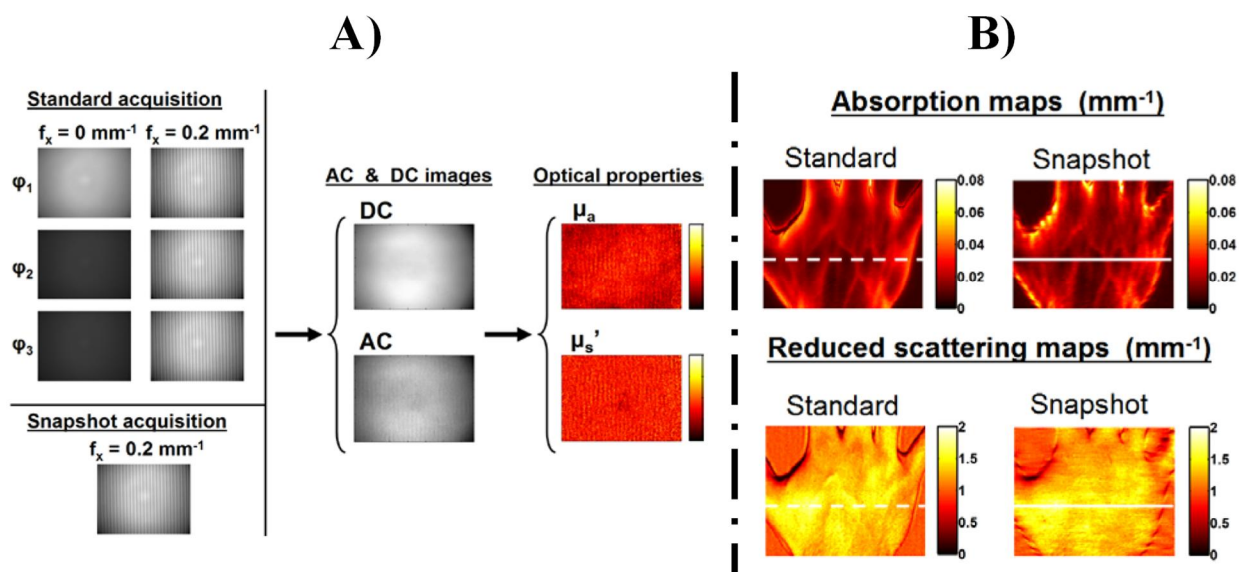 A)
Standard acquisition
fₓ = 0 mm⁻¹ fₓ = 0.2 mm⁻¹
φ₁
φ₂
φ₃
Snapshot acquisition
fₓ = 0.2 mm⁻¹
AC & DC images
DC
AC
Optical properties
μₐ
μₛ'
B)
Absorption maps (mm⁻¹)
Standard
0.08
0.06
0.04
0.02
0
Snapshot
0.08
0.06
0.04
0.02
0
Reduced scattering maps (mm⁻¹)
Standard
2
1.5
1
0.5
0
Snapshot
2
1.5
1
0.5
0